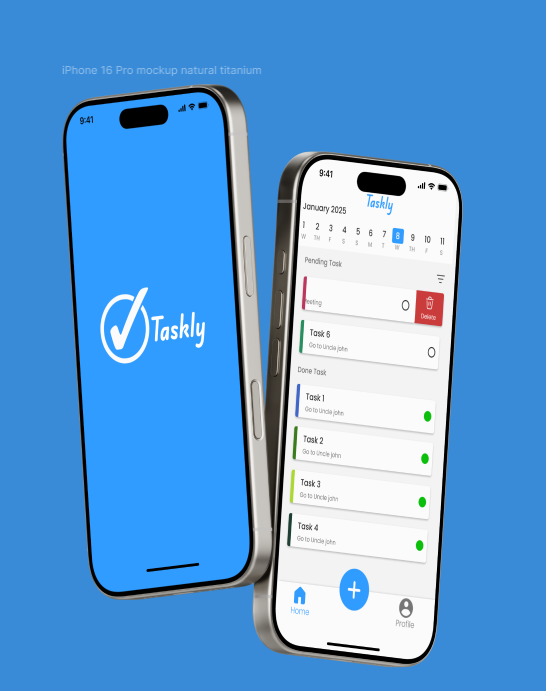 iPhone 16 Pro mockup natural titanium
9:41
Taskly
9:41
Taskly
January 2025
1 2 3 4 5 6 7 8 9 10 11
W TH F S S M T W TH F S
Pending Task
eeting
Delete
Task 6
Go to Uncle john
Done Task
Task 1
Go to Uncle john
Task 2
Go to Uncle john
Task 3
Go to Uncle john
Task 4
Go to Uncle john
Home
Profile